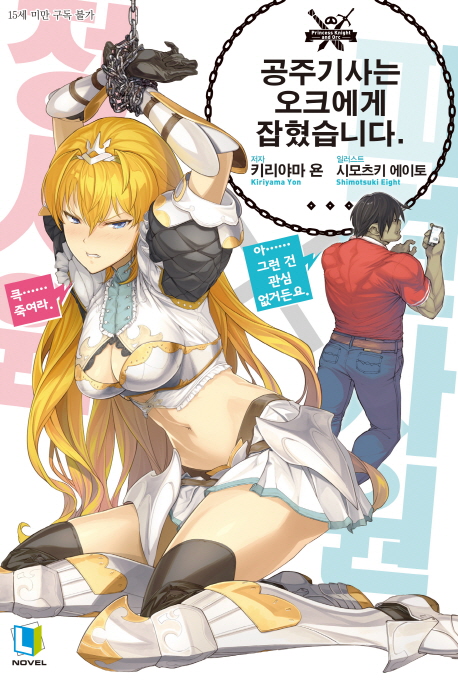 15세 미만 구독 불가
Princess Knight
and Orc
공주기사는
오크에게
잡혔습니다.
저자
키리야마 욘
Kiriyama Yon
일러스트
시모츠키 에이토
Shimotsuki Eight
아……
그런 건
관심
없거든요.
큭……
죽여라.
L
NOVEL